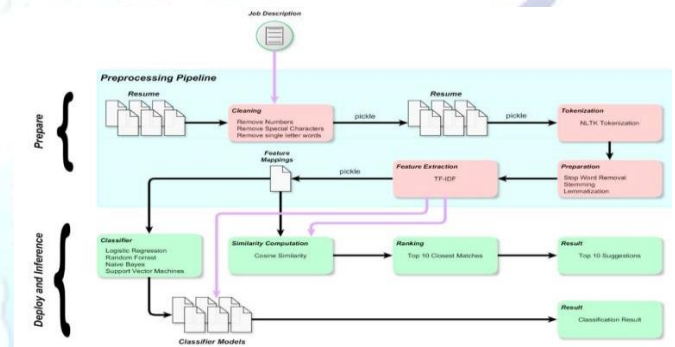 Job Description
Preprocessing Pipeline
Resume
Resume
Cleaning
Remove Numbers
Remove Special Characters
Remove single letter words
pickle
pickle
Tokenization
NLTK Tokenization
Prepare
Feature
Mappings
pickle
Feature Extraction
TF-IDF
Preparation
Stop Word Removal
Stemming
Lemmatization
Deploy and Inference
Classifier
Logistic Regression
Random Forrest
Naive Bayes
Support Vector Machines
Similarity Computation
Cosine Similarity
Ranking
Top 10 Closest Matches
Result
Top 10 Suggestions
Classifier Models
Result
Classification Result